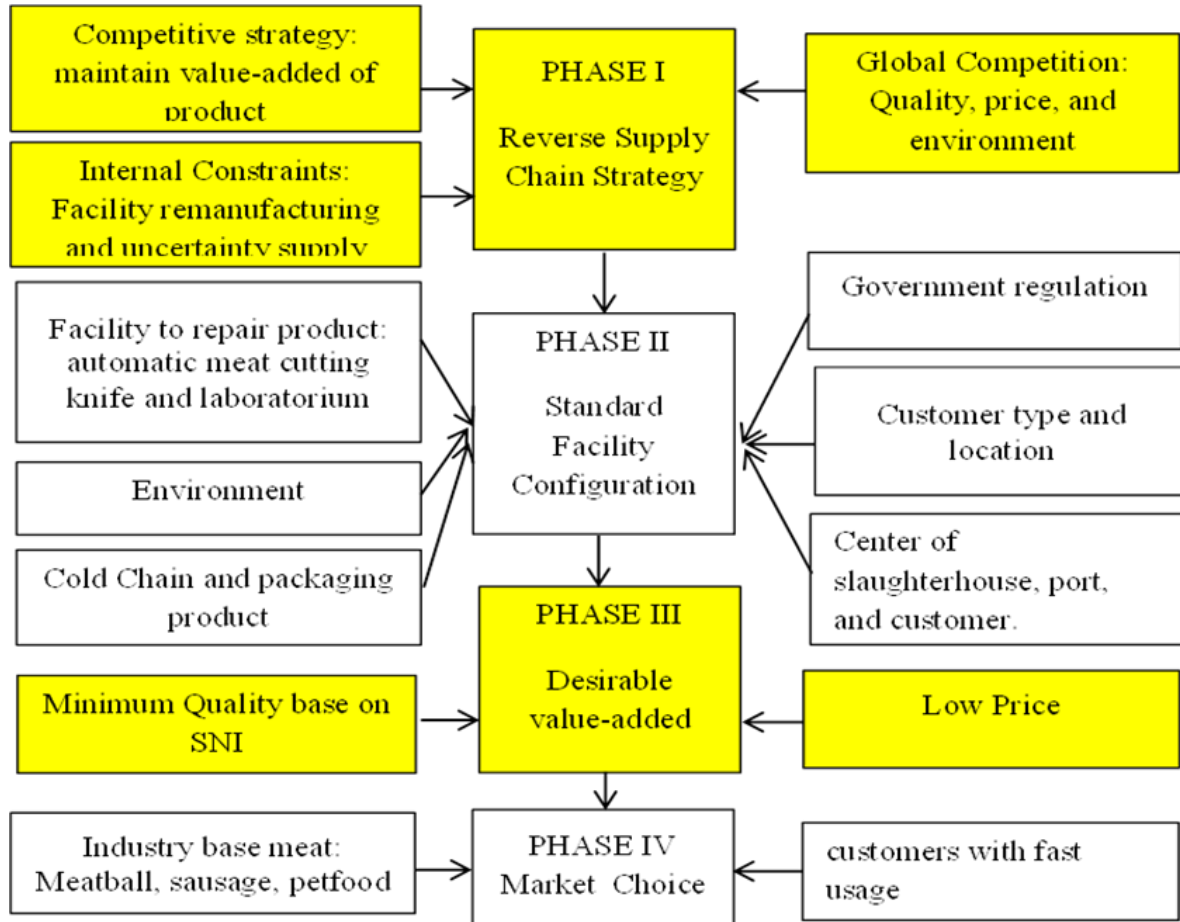 Competitive strategy:
maintain value-added of
product
Internal Constraints:
Facility remanufacturing
and uncertainty supply
PHASE I
Reverse Supply
Chain Strategy
Global Competition:
Quality, price, and
environment
Facility to repair product:
automatic meat cutting
knife and laboratorium
Environment
Cold Chain and packaging
product
PHASE II
Standard
Facility
Configuration
Government regulation
Customer type and
location
Center of
slaughterhouse, port,
and customer.
Minimum Quality base on
SNI
PHASE III
Desirable
value-added
Low Price
Industry base meat:
Meatball, sausage, petfood
PHASE IV
Market Choice
customers with fast
usage